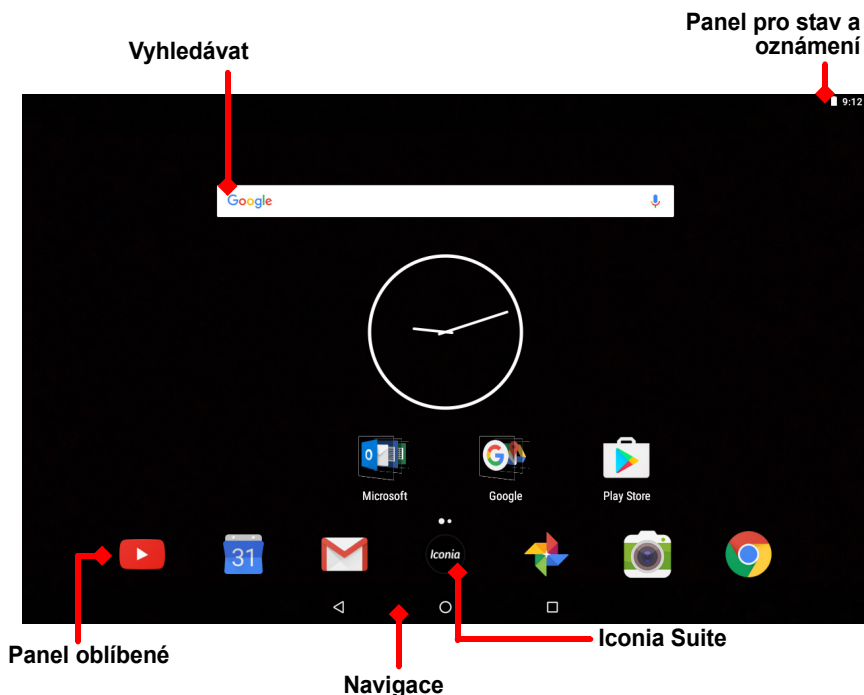 Panel pro stav a
oznámení
Vyhledávat
9:12
Google
Microsoft
Google
Play Store
31
Iconia
Iconia Suite
Panel oblíbené
Navigace